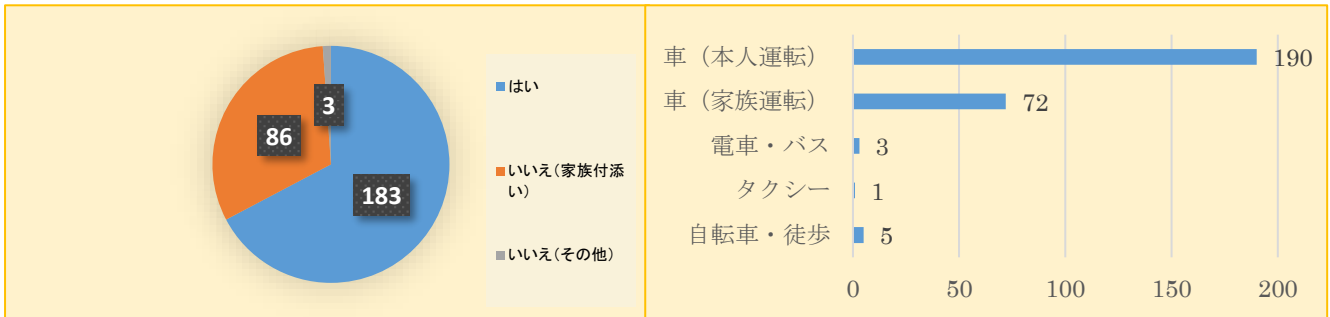 3
86
183
はい
いいえ(家族付添
い)
いいえ(その他)
車（本人運転） 190
車（家族運転） 72
電車・バス 3
タクシー 1
自転車・徒歩 5
0 50 100 150 200